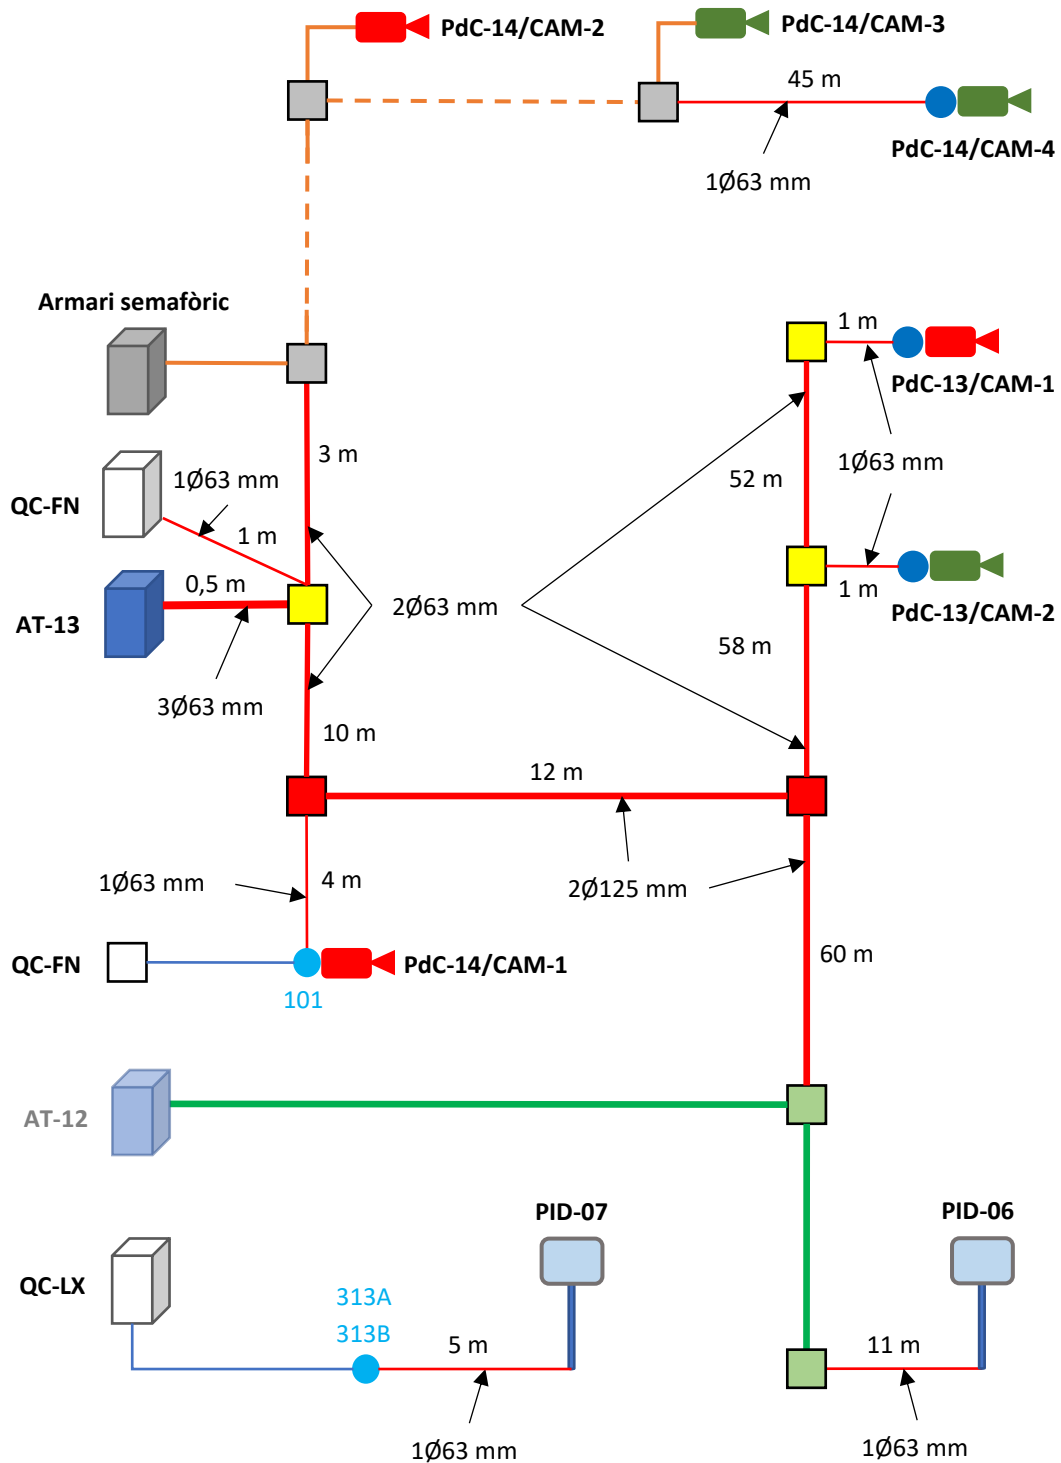 PdC-14/CAM-2
PdC-14/CAM-3
45 m
PdC-14/CAM-4
1Ø63 mm
Armari semafòric
1 m
PdC-13/CAM-1
3 m
1Ø63 mm
QC-FN
1 m
52 m
1Ø63 mm
0,5 m
AT-13
2Ø63 mm
1 m
PdC-13/CAM-2
58 m
3Ø63 mm
10 m
12 m
1Ø63 mm
4 m
2Ø125 mm
QC-FN
PdC-14/CAM-1
60 m
101
AT-12
PID-07
PID-06
QC-LX
313A
313B
5 m
11 m
1Ø63 mm
1Ø63 mm